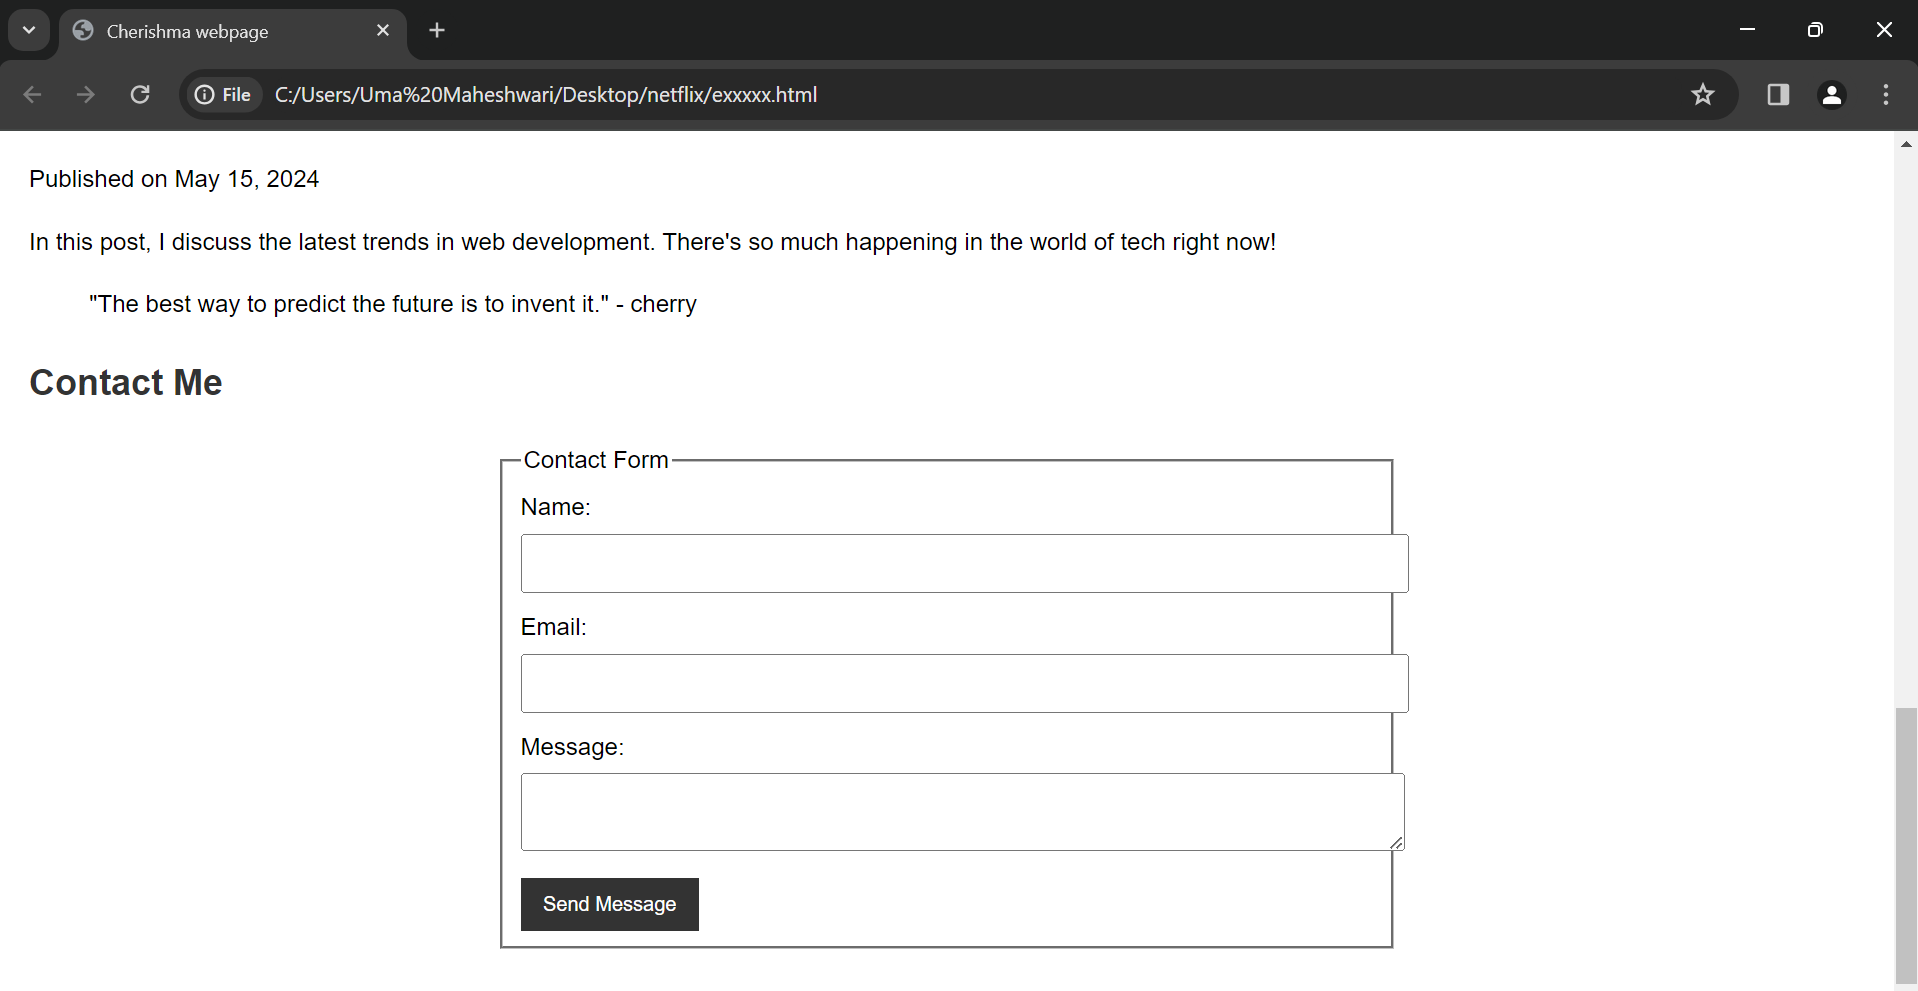 Cherishma webpage
File C:/Users/Uma%20Maheshwari/Desktop/netflix/exxxxx.html
Published on May 15, 2024
In this post, I discuss the latest trends in web development. There's so much happening in the world of tech right now!
"The best way to predict the future is to invent it." - cherry
Contact Me
Contact Form
Name:
Email:
Message:
Send Message